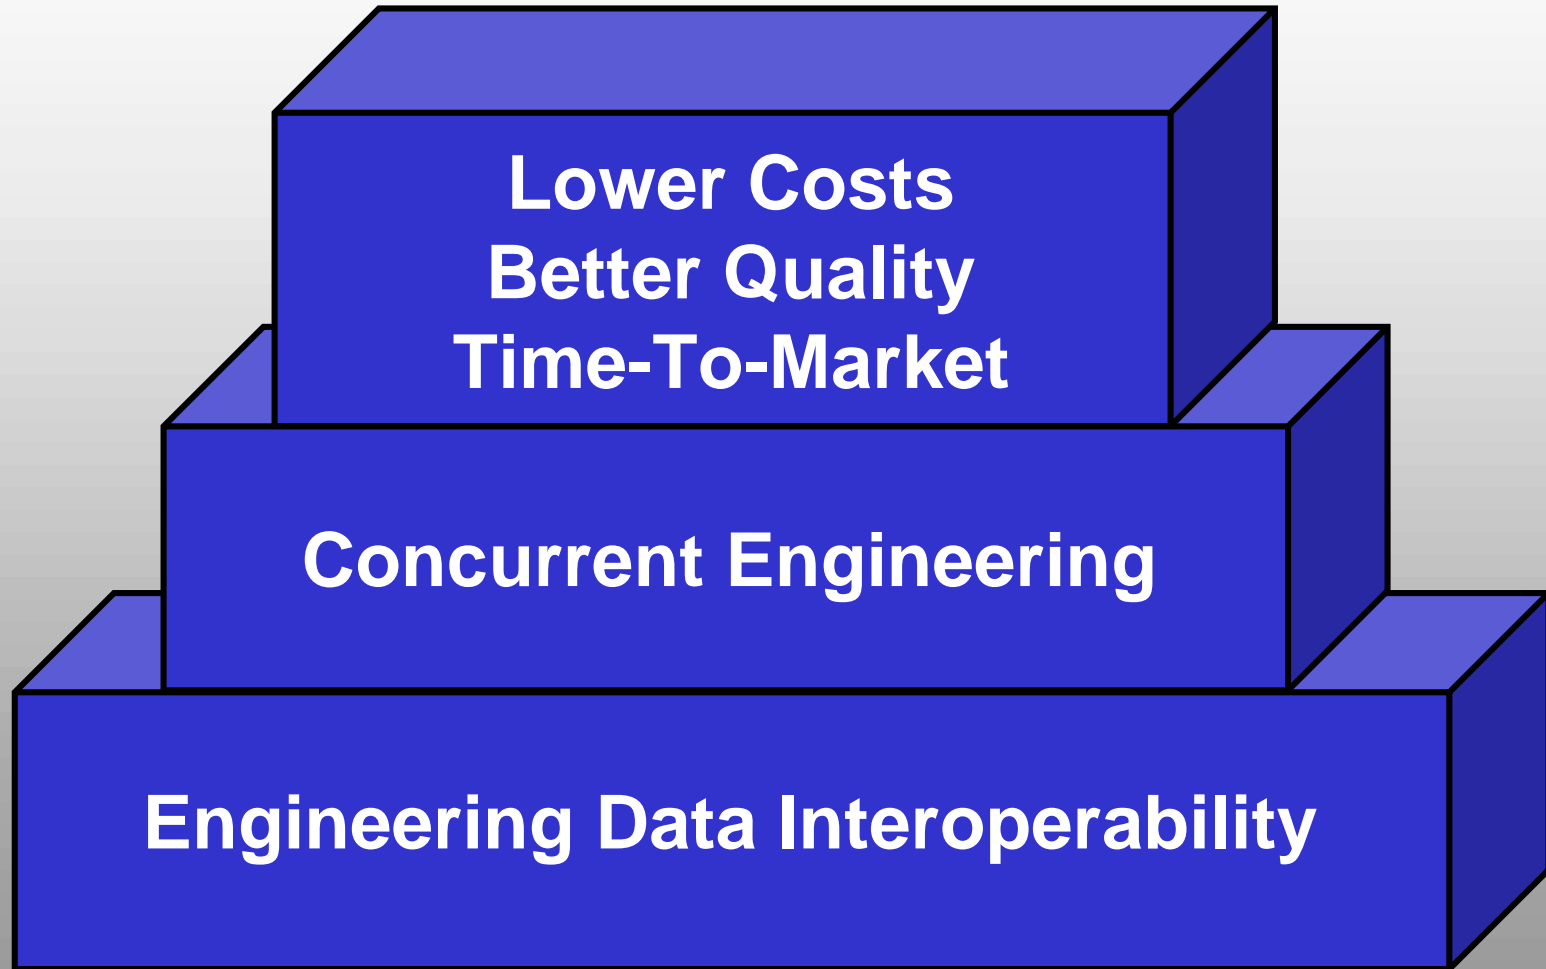 Lower Costs
Better Quality
Time-To-Market
Concurrent Engineering
Engineering Data Interoperability